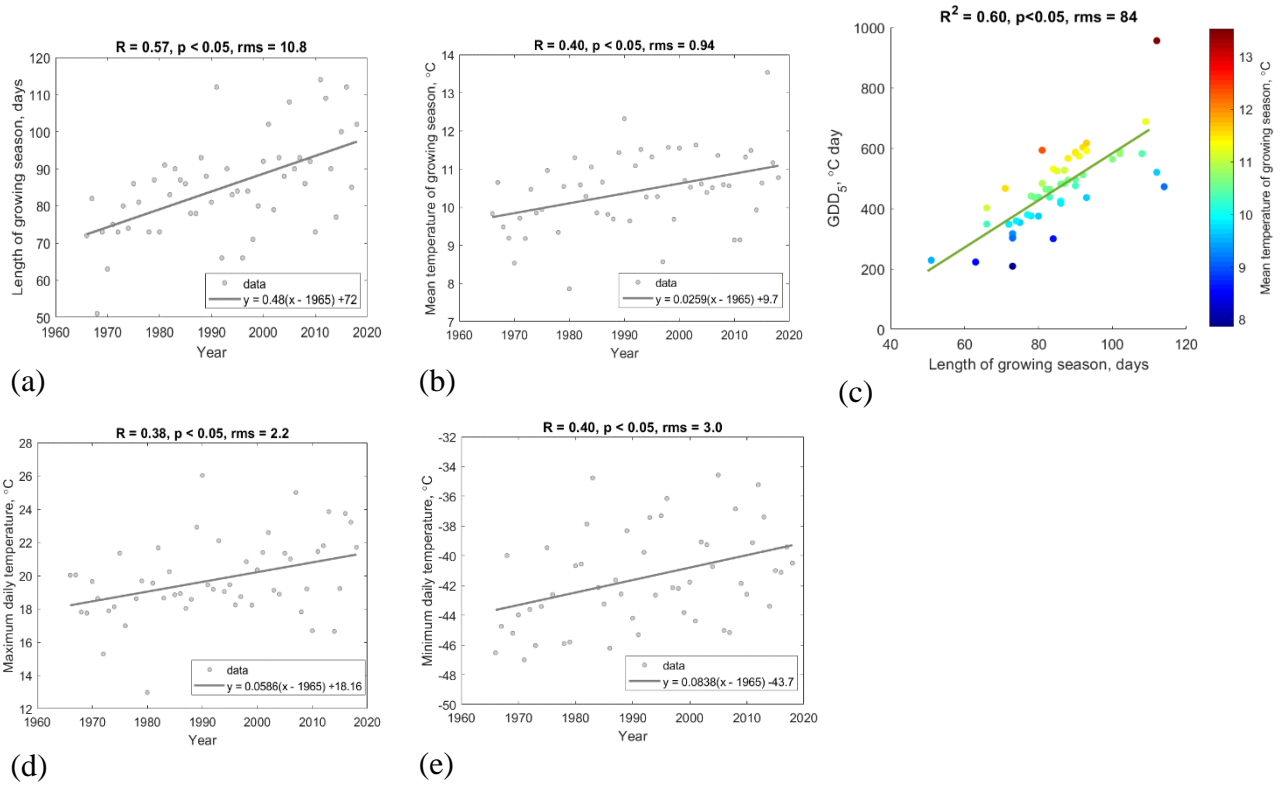 R = 0.57, p < 0.05, rms = 10.8
120
110
100
90
80
70
60
50
Length of growing season, days
1960
1970
1980
1990
2000
2010
2020
Year
data
y = 0.48(x - 1965) +72
(a)
R = 0.40, p < 0.05, rms = 0.94
14
13
12
11
10
9
8
7
Mean temperature of growing season, °C
1960
1970
1980
1990
2000
2010
2020
Year
data
y = 0.0259(x - 1965) +9.7
(b)
R² = 0.60, p<0.05, rms = 84
1000
800
600
400
200
0
GDD₅, °C day
40
60
80
100
120
Length of growing season, days
13
12
11
10
9
8
Mean temperature of growing season, °C
(c)
R = 0.38, p < 0.05, rms = 2.2
28
26
24
22
20
18
16
14
12
Maximum daily temperature, °C
1960
1970
1980
1990
2000
2010
2020
Year
data
y = 0.0586(x - 1965) +18.16
(d)
R = 0.40, p < 0.05, rms = 3.0
-32
-34
-36
-38
-40
-42
-44
-46
-48
-50
Minimum daily temperature, °C
1960
1970
1980
1990
2000
2010
2020
Year
data
y = 0.0838(x - 1965) -43.7
(e)